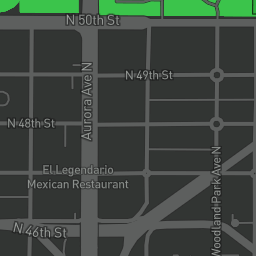 N 50th St
N 49th St
Aurora Ave N
N 48th St
El Legendario
Mexican Restaurant
Woodland Park Ave N
N 46th St